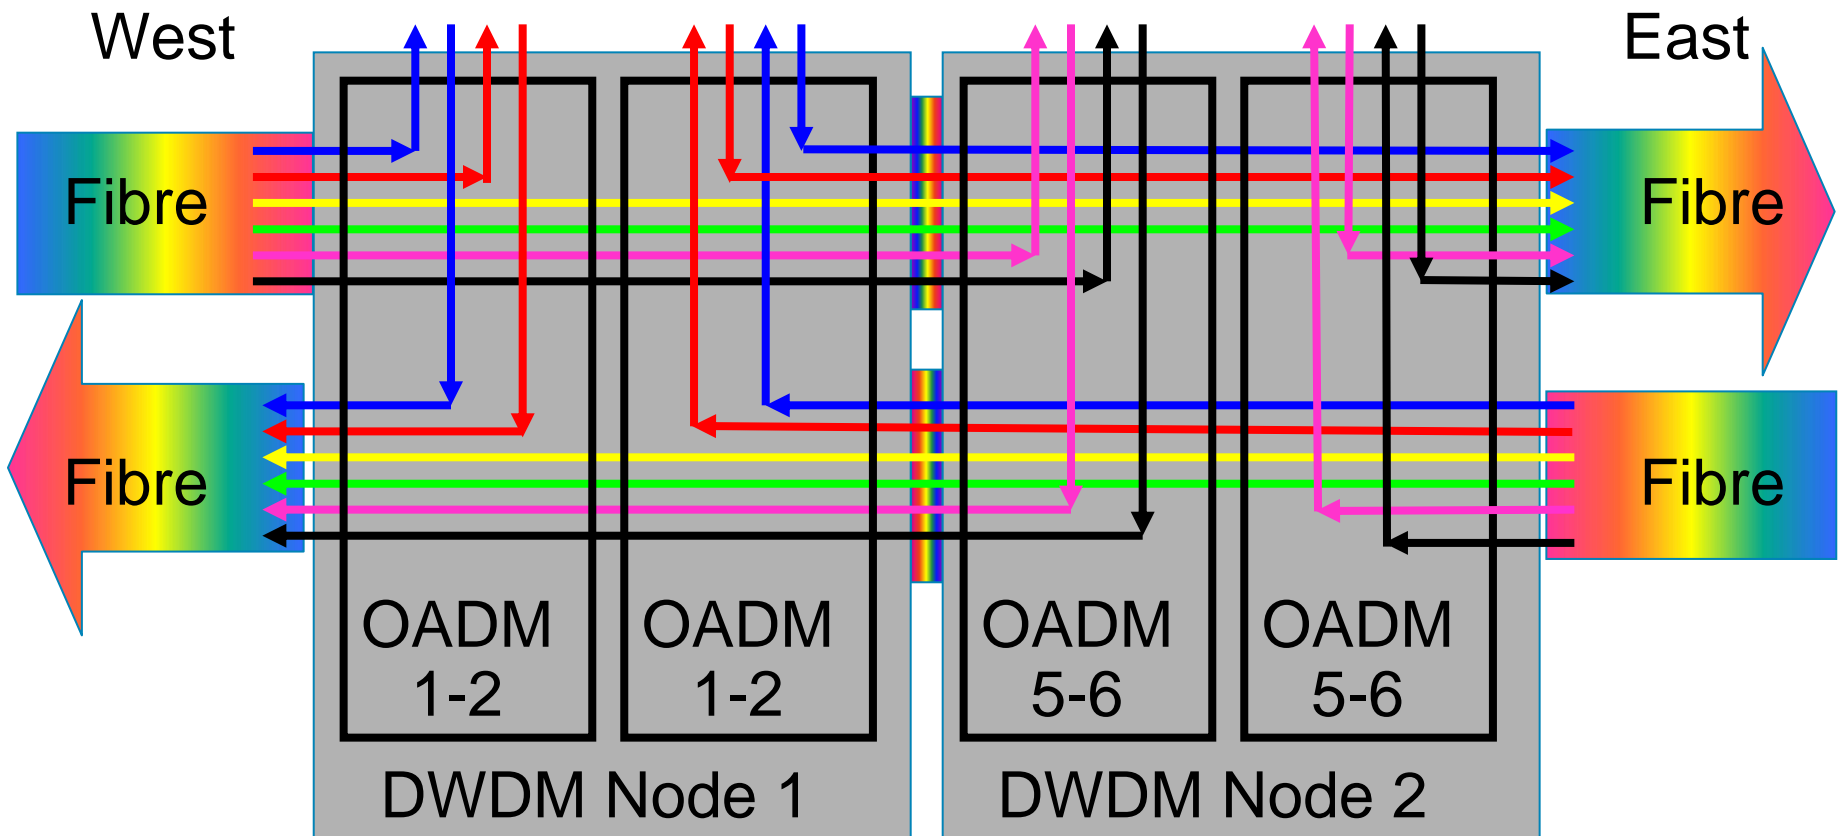 West
East
Fibre
Fibre
Fibre
Fibre
OADM
1-2
OADM
1-2
OADM
5-6
OADM
5-6
DWDM Node 1
DWDM Node 2